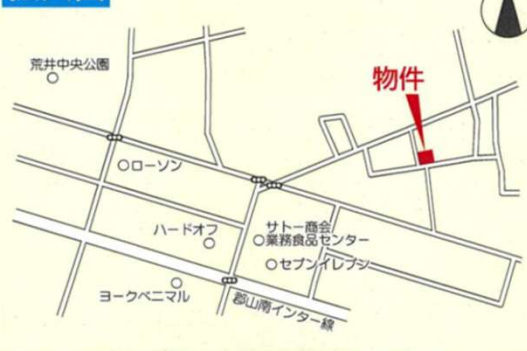 荒井中央公園
物件
ローソン
ハードオフ
サトー商会
業務食品センター
セブンイレブン
ヨークベニマル
郡山南インター線